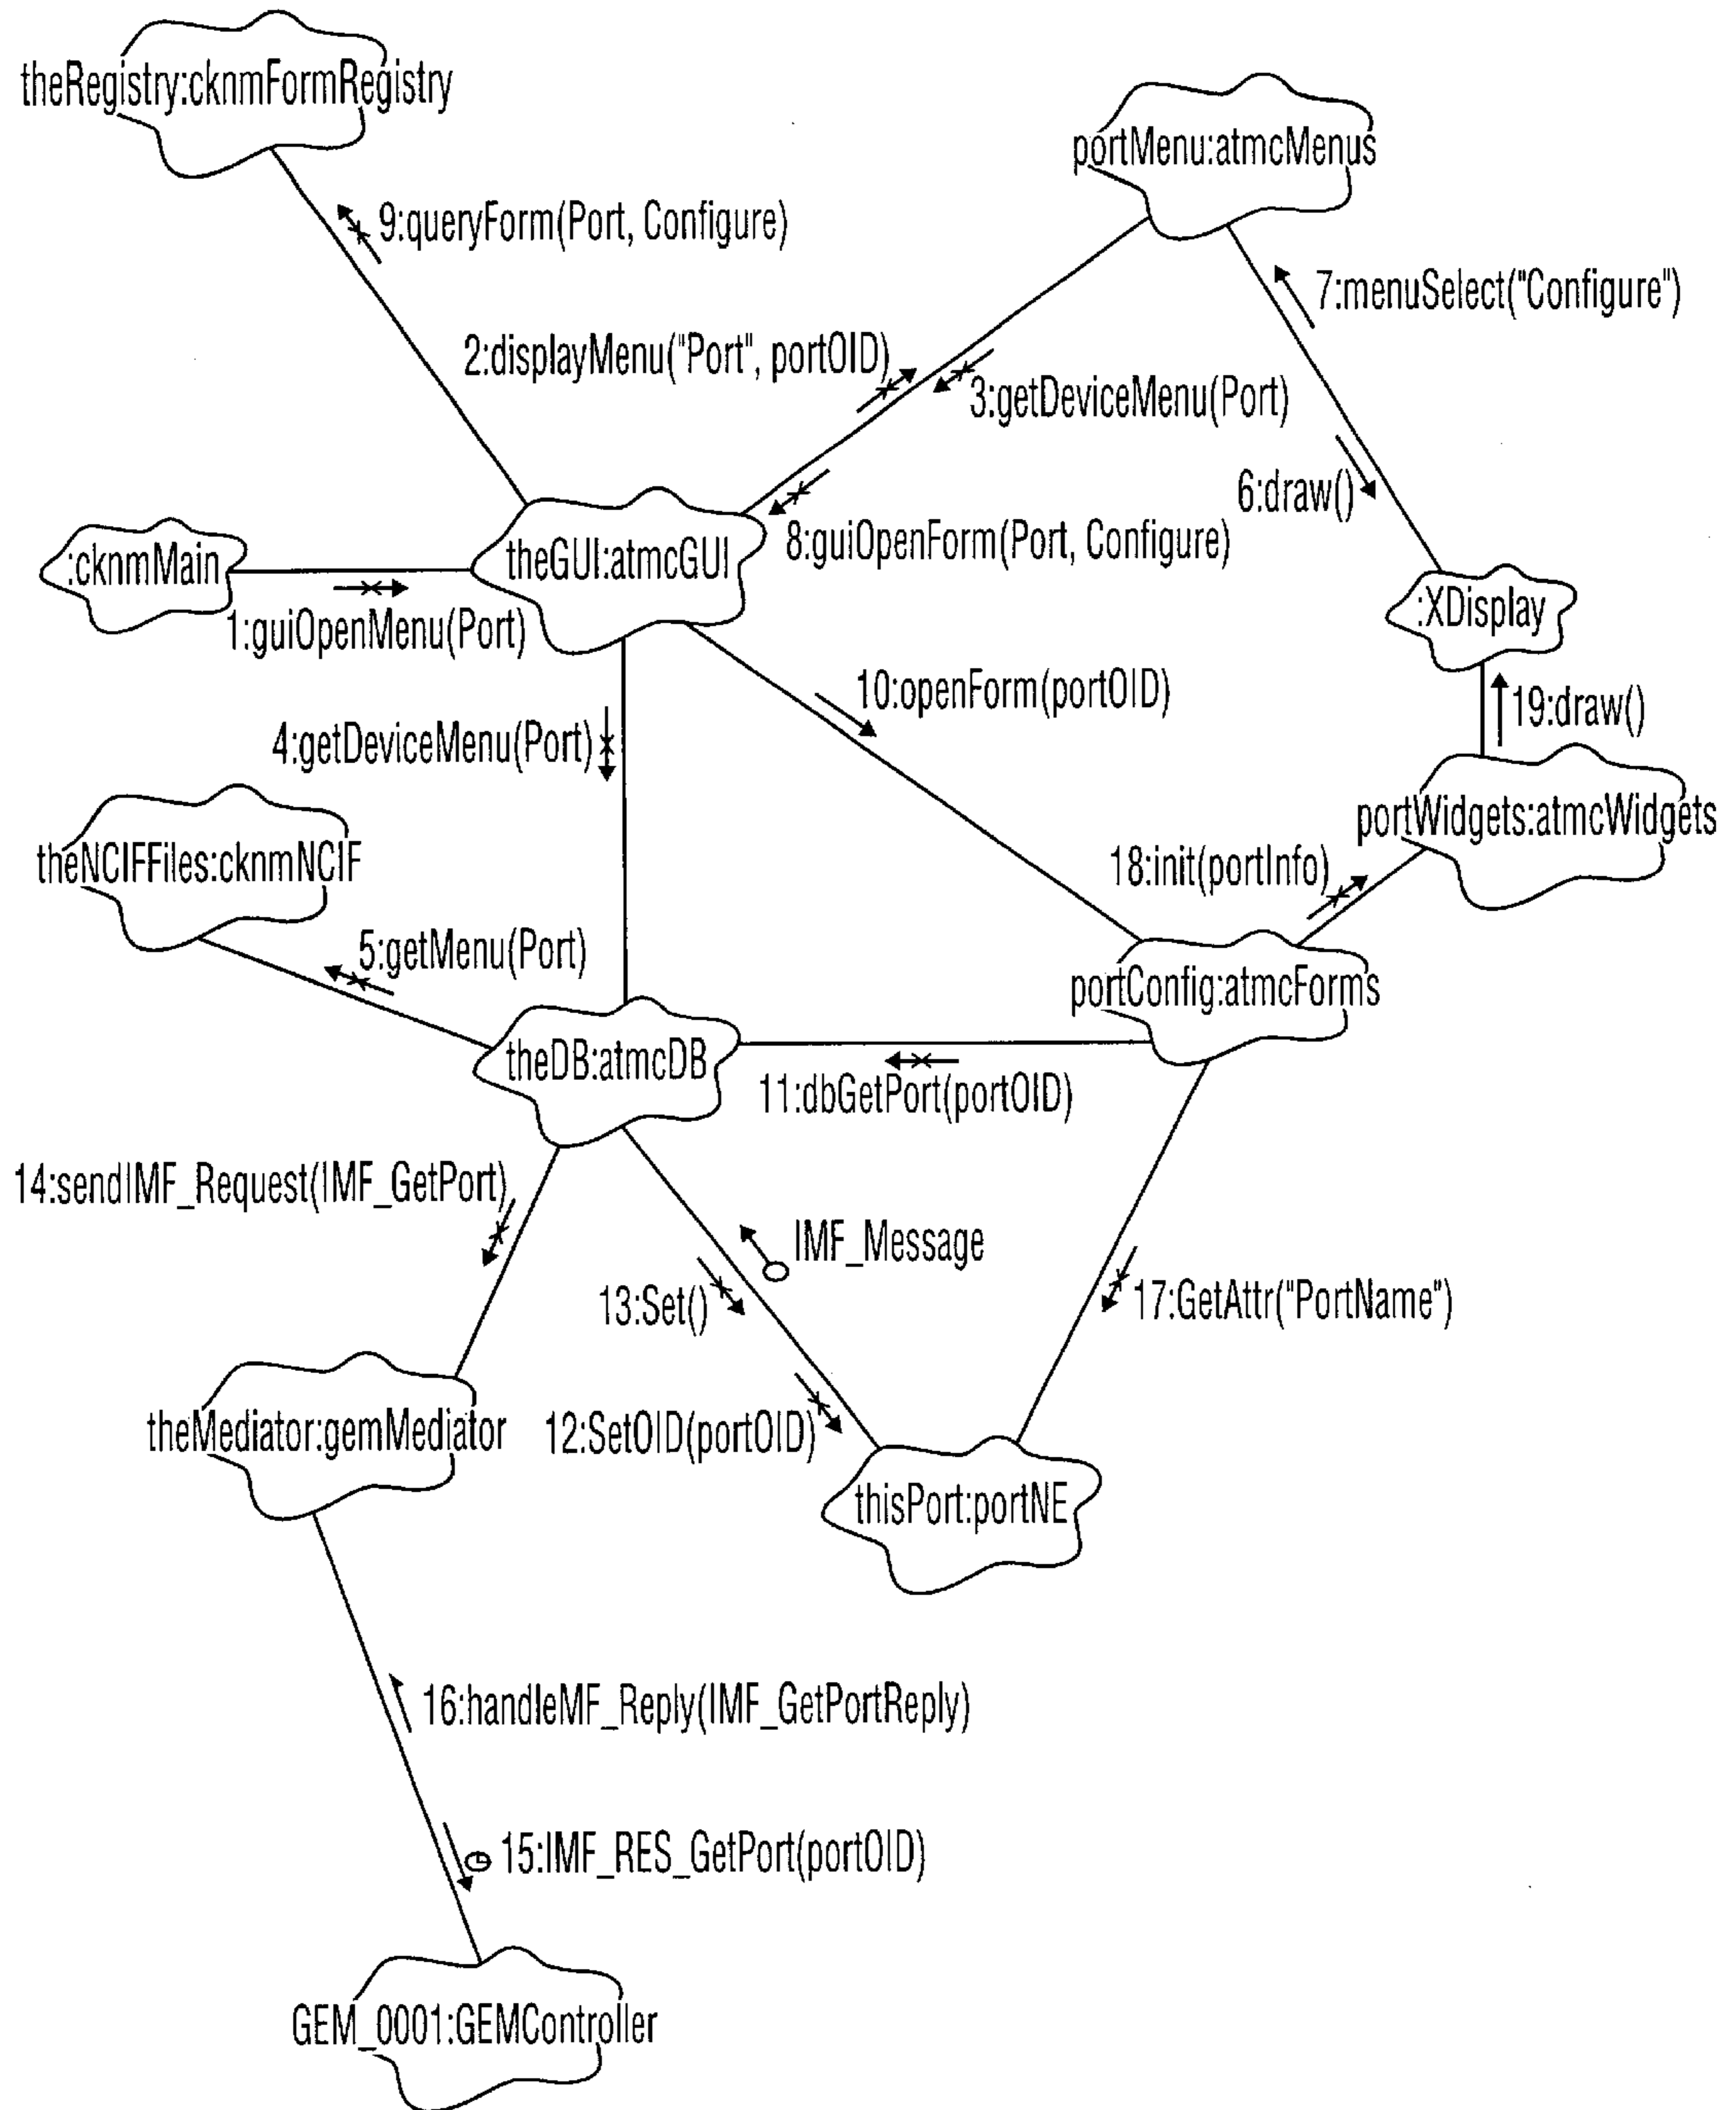 theRegistry:cknmFormRegistry
portMenu:atmcMenus
9:queryForm(Port, Configure)
7:menuSelect("Configure")
2:displayMenu("Port", portOID)
3:getDeviceMenu(Port)
6:draw()
:cknmMain
theGUI:atmcGUI
8:guiOpenForm(Port, Configure)
:XDisplay
1:guiOpenMenu(Port)
10:openForm(portOID)
19:draw()
4:getDeviceMenu(Port)
portWidgets:atmcWidgets
theNCIFFiles:cknmNCIF
18:init(portInfo)
5:getMenu(Port)
portConfig:atmcForms
theDB:atmcDB
11:dbGetPort(portOID)
14:sendIMF_Request(IMF_GetPort)
IMF_Message
13:Set()
17:GetAttr("PortName")
theMediator:gemMediator
12:SetOID(portOID)
thisPort:portNE
16:handleMF_Reply(IMF_GetPortReply)
15:IMF_RES_GetPort(portOID)
GEM_0001:GEMController